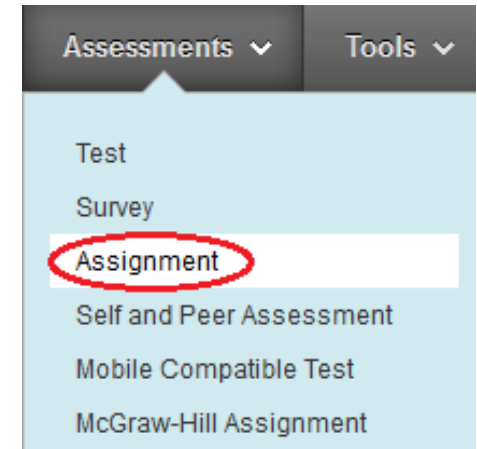 Assessments Tools
Test
Survey
Assignment
Self and Peer Assessment
Mobile Compatible Test
McGraw-Hill Assignment